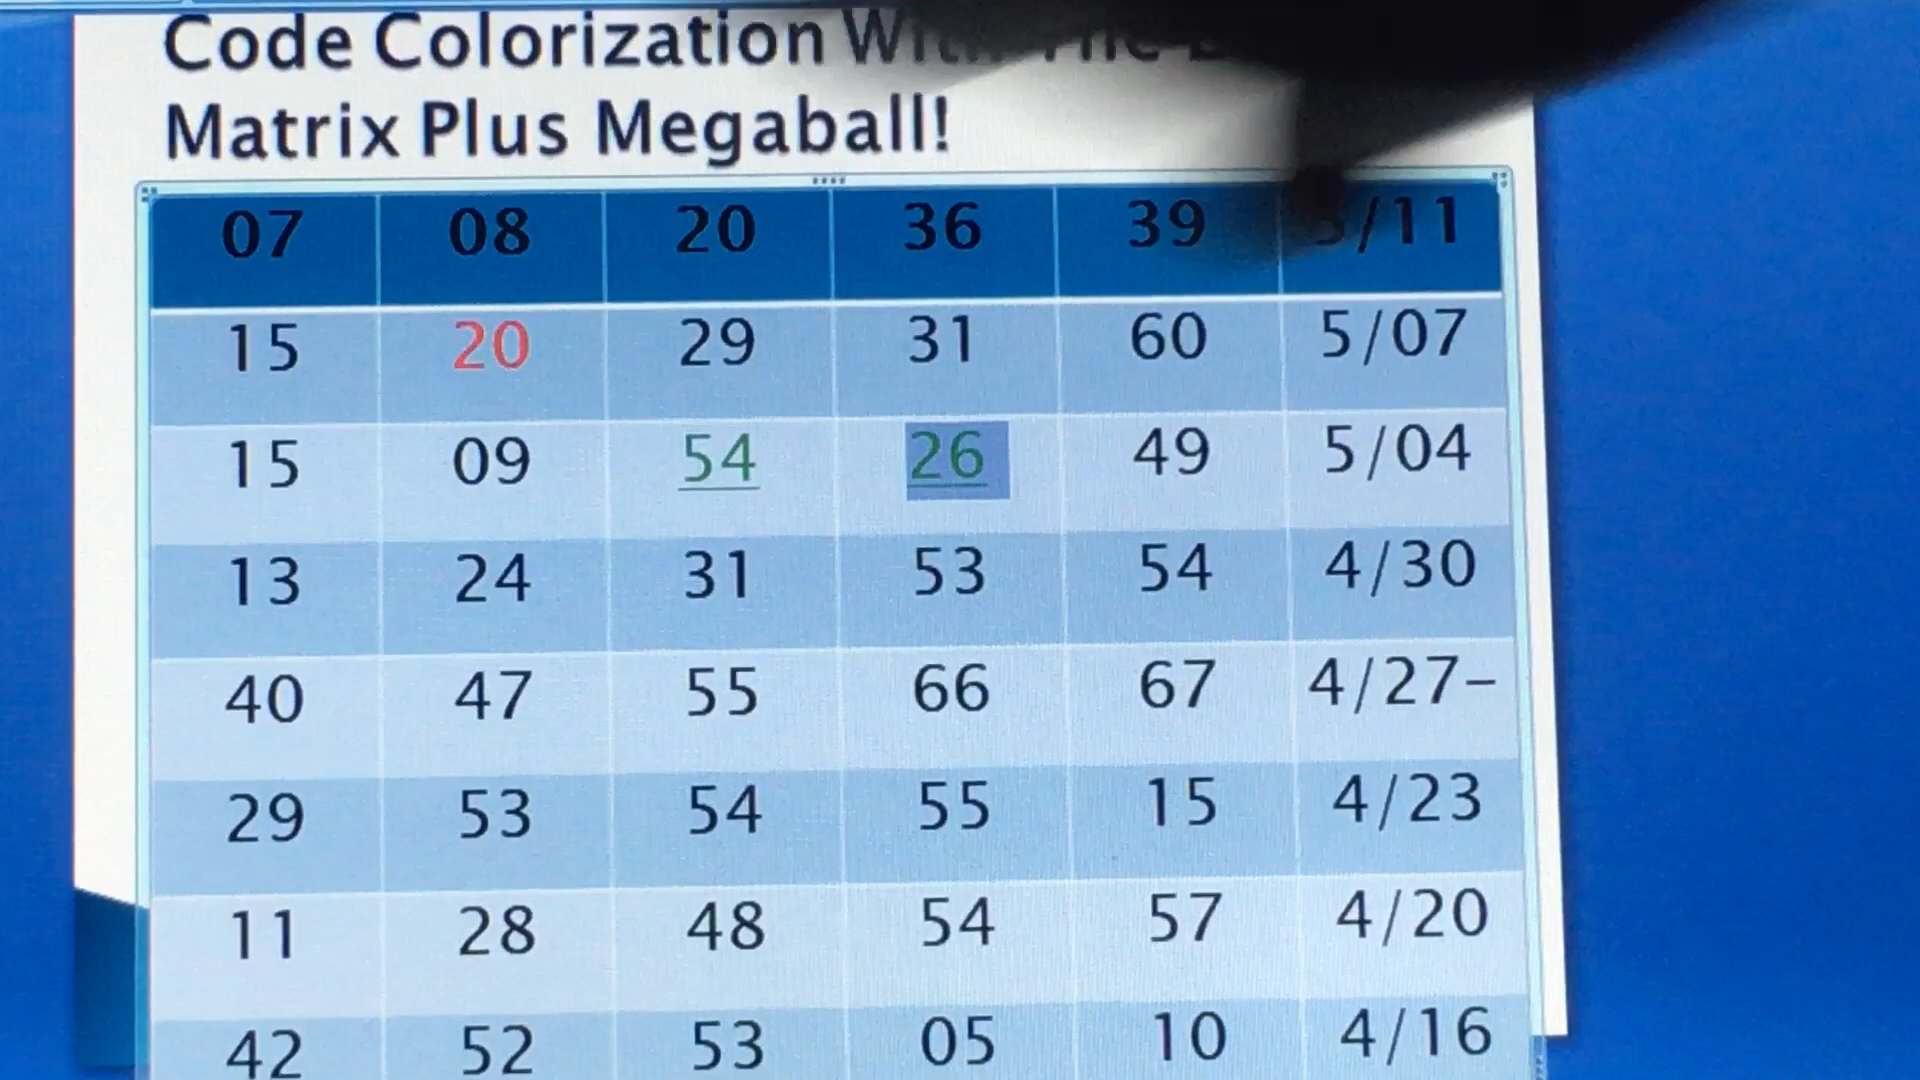 Code Colorization With The
Matrix Plus Megaball!
07 08 20 36 39 /11
15 20 29 31 60 5/07
15 09 54 26 49 5/04
13 24 31 53 54 4/30
40 47 55 66 67 4/27-
29 53 54 55 15 4/23
11 28 48 54 57 4/20
42 52 53 05 10 4/16